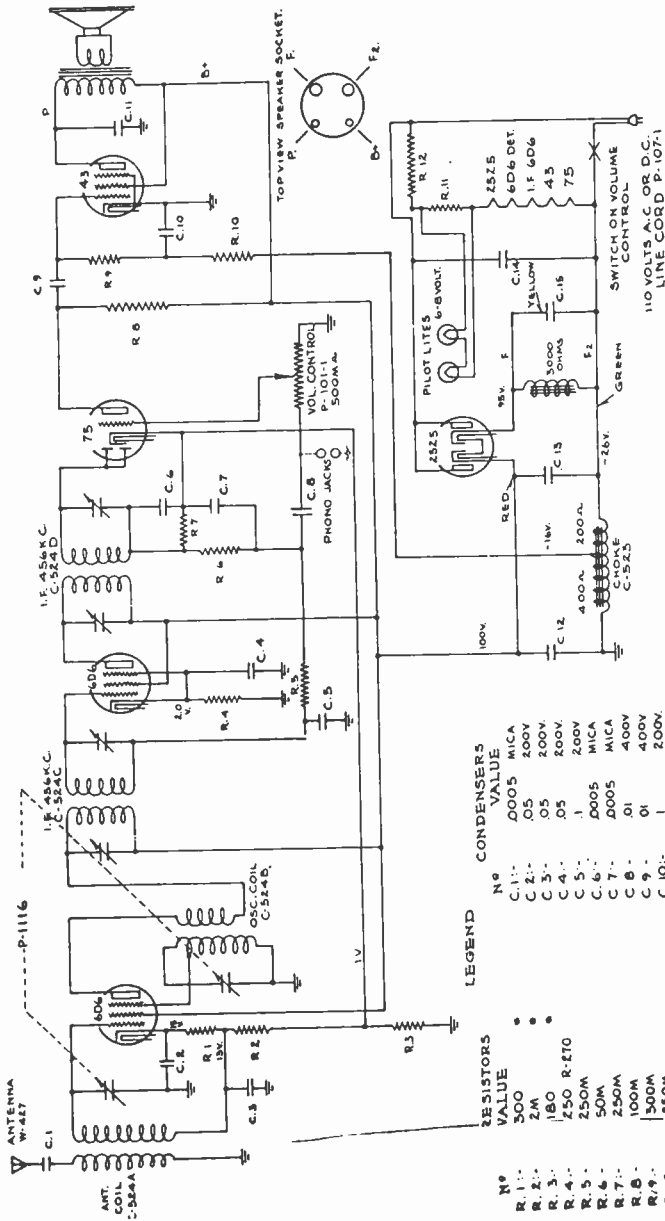 ANTENNA
W-427
C.1
ANT.
COIL
C-524A
P-1116
6D6
C.2
R.1
15V.
R.2
C.3
R.3
1V
OSC. COIL
C-524B
I.F. 456 K.C.
C-524C
6D6
2.0
V.
R.4
C.4
R.5
C.5
I.F. 456 K.C.
C-524D
75
C.6
R.7
C.7
R.6
C.8
PHONO JACKS
VOL. CONTROL
P-101-1
500MA
C 9
R 8
R 9
R.10
C.10
43
P
C.11
B+
TOP VIEW SPEAKER SOCKET.
P.
F.
B+
F2.
100V.
C.12
RED
-16V.
400Ω
200Ω
CHOKE
C-525
C.13
-26V.
25Z5
95V.
F
3000
OHMS
F2
YELLOW
C.15
GREEN
C.14
PILOT LITES
6-8 VOLT.
R 12
R.11
25Z5
6D6 DET.
I.F 6D6
43
75
SWITCH ON VOLUME
CONTROL
110 VOLTS A.C OR D.C.
LINE CORD P-107-1
LEGEND
RESISTORS
Nº VALUE
R.1:- 300
R.2:- 2M
R.3:- 180
R.4.- 250 R-270
R.5 - 250M
R.6 - 50M
R.7:- 250M
R.8 - 100M
R/9.- 300M
CONDENSERS
Nº VALUE
C.1:- .0005 MICA
C.2:- .05 200V
C.3:- .05 200V.
C.4.- .05 200V.
C.5:- .1 200V
C.6:- .0005 MICA
C 7:- .0005 MICA
C 8 - .01 400V
C 9 - .01 400V
C 10:- .1 200V.